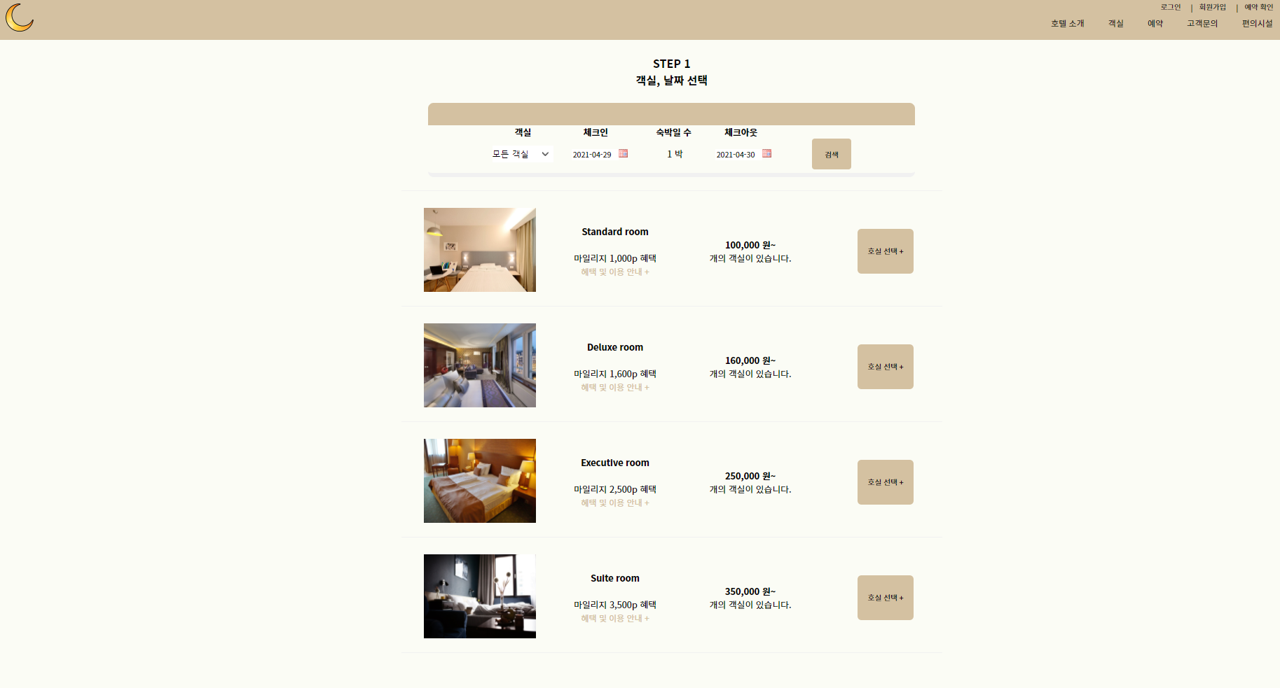 로그인 | 회원가입 | 예약 확인
호텔 소개 객실 예약 고객문의 편의시설
STEP 1
객실, 날짜 선택
객실 체크인 숙박일 수 체크아웃
모든 객실 2021-04-29 1 박 2021-04-30 검색
Standard room
100,000 원~
호실 선택 +
마일리지 1,000p 혜택
개의 객실이 있습니다.
혜택 및 이용 안내 +
Deluxe room
160,000 원~
호실 선택 +
마일리지 1,600p 혜택
개의 객실이 있습니다.
혜택 및 이용 안내 +
Executive room
250,000 원~
호실 선택 +
마일리지 2,500p 혜택
개의 객실이 있습니다.
혜택 및 이용 안내 +
Suite room
350,000 원~
호실 선택 +
마일리지 3,500p 혜택
개의 객실이 있습니다.
혜택 및 이용 안내 +